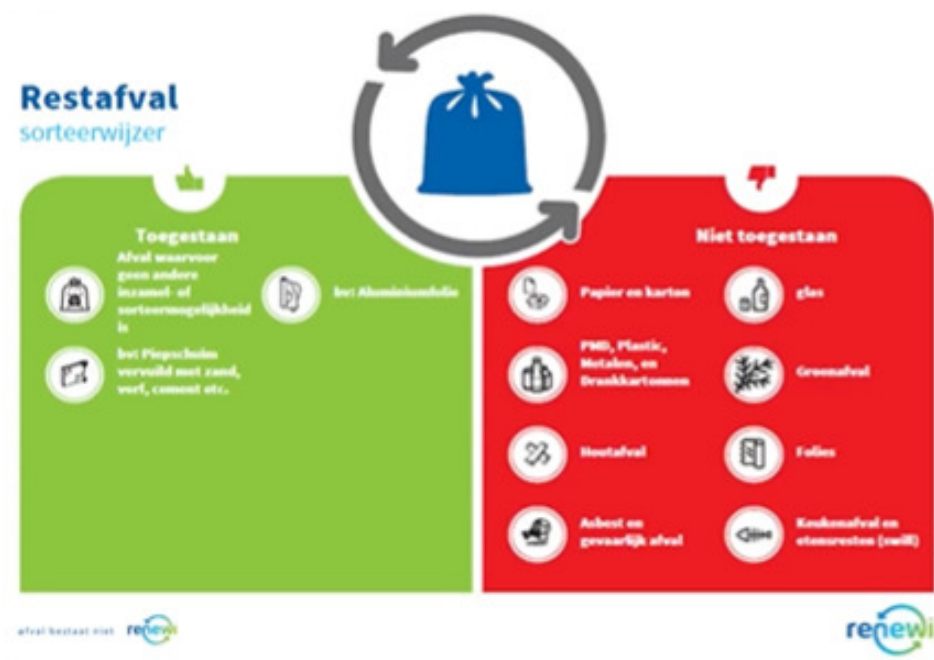 Restafval
sorteerwijzer
Toegestaan
Afval waarvoor
geen andere
inzamel- of
sorteermogelijkheid
is
bv: Aluminiumfolie
bv: Piepschuim
vervuild met zand,
verf, cement etc.
Niet toegestaan
Papier en karton
glas
PMD, Plastic,
Metalen, en
Drankkartonnen
Groenafval
Houtafval
Folies
Asbest en
gevaarlijk afval
Keukenafval en
etensresten (swill)
afval bestaat niet renewi
renewi